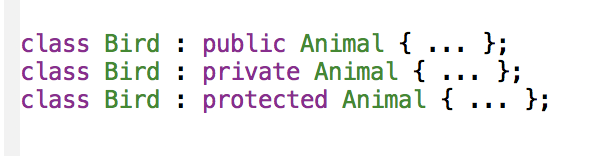 class Bird : public Animal { ... };
class Bird : private Animal { ... };
class Bird : protected Animal { ... };